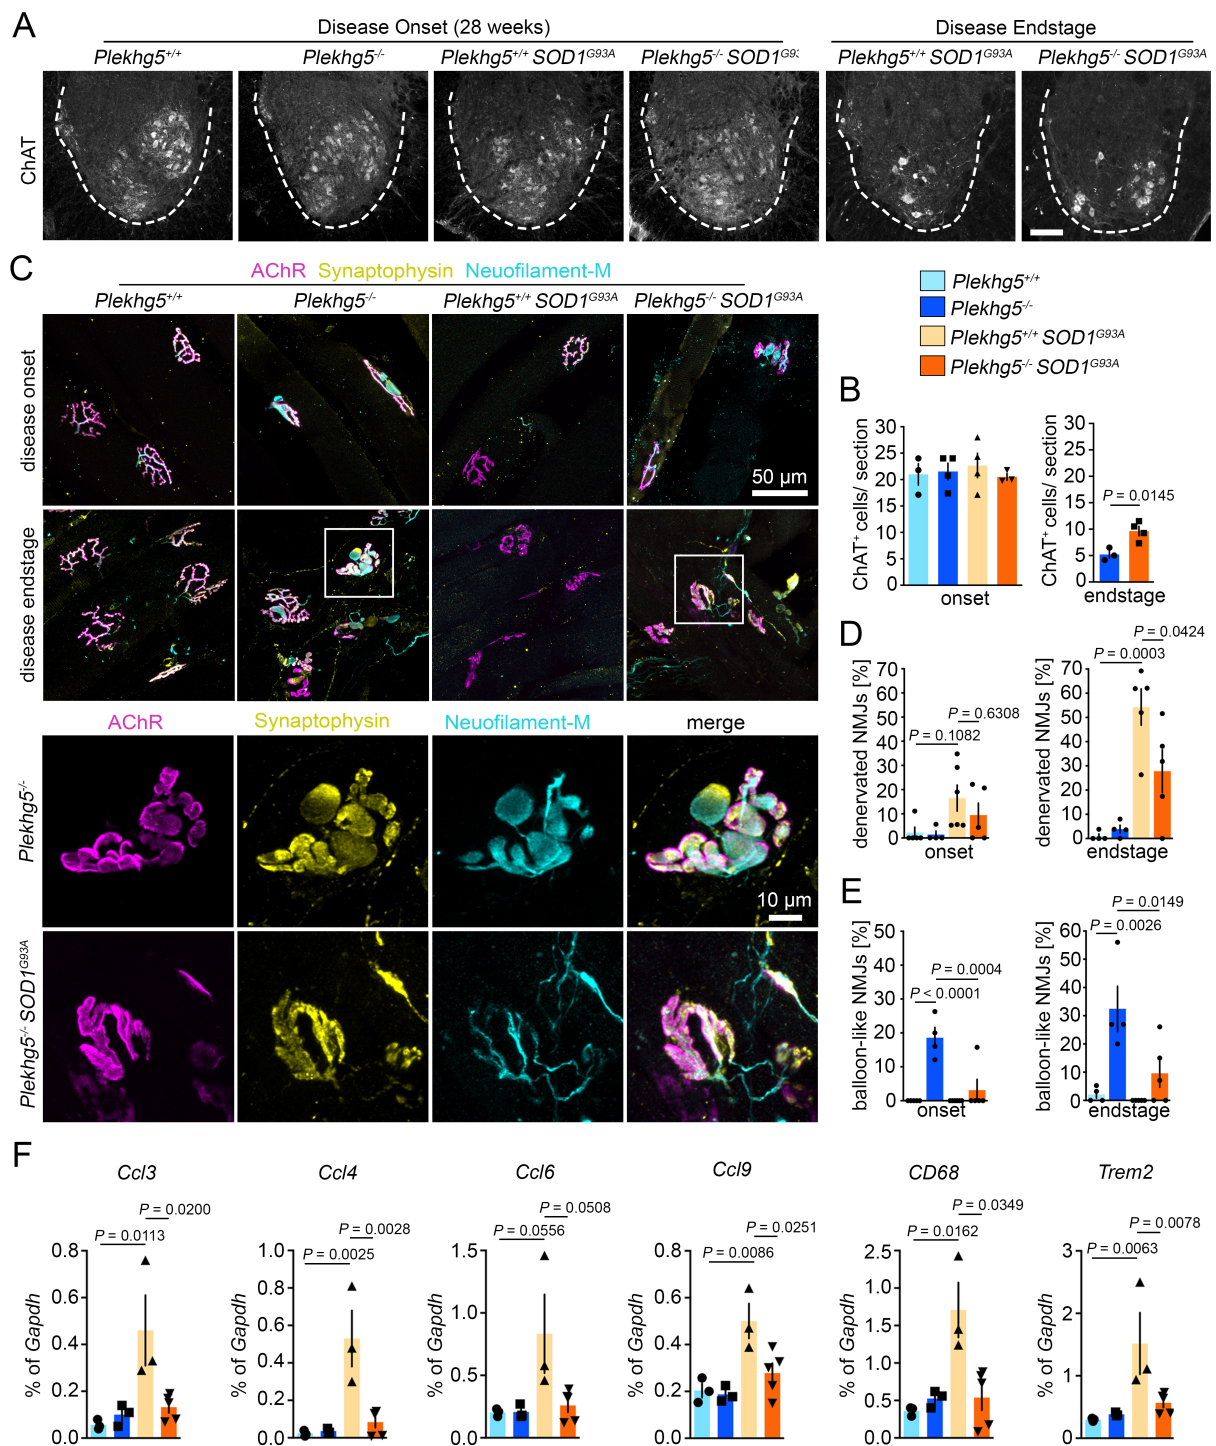 A
Disease Onset (28 weeks)
Disease Endstage
Plekhg5+/+
Plekhg5-/-
Plekhg5+/+ SOD1G93A
Plekhg5-/- SOD1G93
Plekhg5+/+ SOD1G93A
Plekhg5-/- SOD1G93A
ChAT
C
AChR Synaptophysin Neuofilament-M
Plekhg5+/+
Plekhg5-/-
Plekhg5+/+ SOD1G93A
Plekhg5-/- SOD1G93A
disease onset
50 µm
disease endstage
AChR
Synaptophysin
Neuofilament-M
merge
Plekhg5-/-
10 µm
Plekhg5-/- SOD1G93A
Plekhg5+/+
Plekhg5-/-
Plekhg5+/+ SOD1G93A
Plekhg5-/- SOD1G93A
B
ChAT+ cells/ section
30
25
20
15
10
5
0
onset
ChAT+ cells/ section
30
25
20
15
10
5
0
P = 0.0145
endstage
D
denervated NMJs [%]
70
60
50
40
30
20
10
0
P = 0.6308
P = 0.1082
onset
denervated NMJs [%]
70
60
50
40
30
20
10
0
P = 0.0424
P = 0.0003
endstage
E
balloon-like NMJs [%]
50
40
30
20
10
0
P = 0.0004
P < 0.0001
onset
balloon-like NMJs [%]
60
50
40
30
20
10
0
P = 0.0149
P = 0.0026
endstage
F
Ccl3
P = 0.0200
P = 0.0113
% of Gapdh
0.8
0.6
0.4
0.2
0.0
Ccl4
P = 0.0028
P = 0.0025
% of Gapdh
1.0
0.8
0.6
0.4
0.2
0.0
Ccl6
P = 0.0508
P = 0.0556
% of Gapdh
1.5
1.0
0.5
0.0
Ccl9
P = 0.0251
P = 0.0086
% of Gapdh
0.8
0.6
0.4
0.2
0.0
CD68
P = 0.0349
P = 0.0162
% of Gapdh
2.5
1.0
1.5
1.0
0.5
0.0
Trem2
P = 0.0078
P = 0.0063
% of Gapdh
3
2
1
0